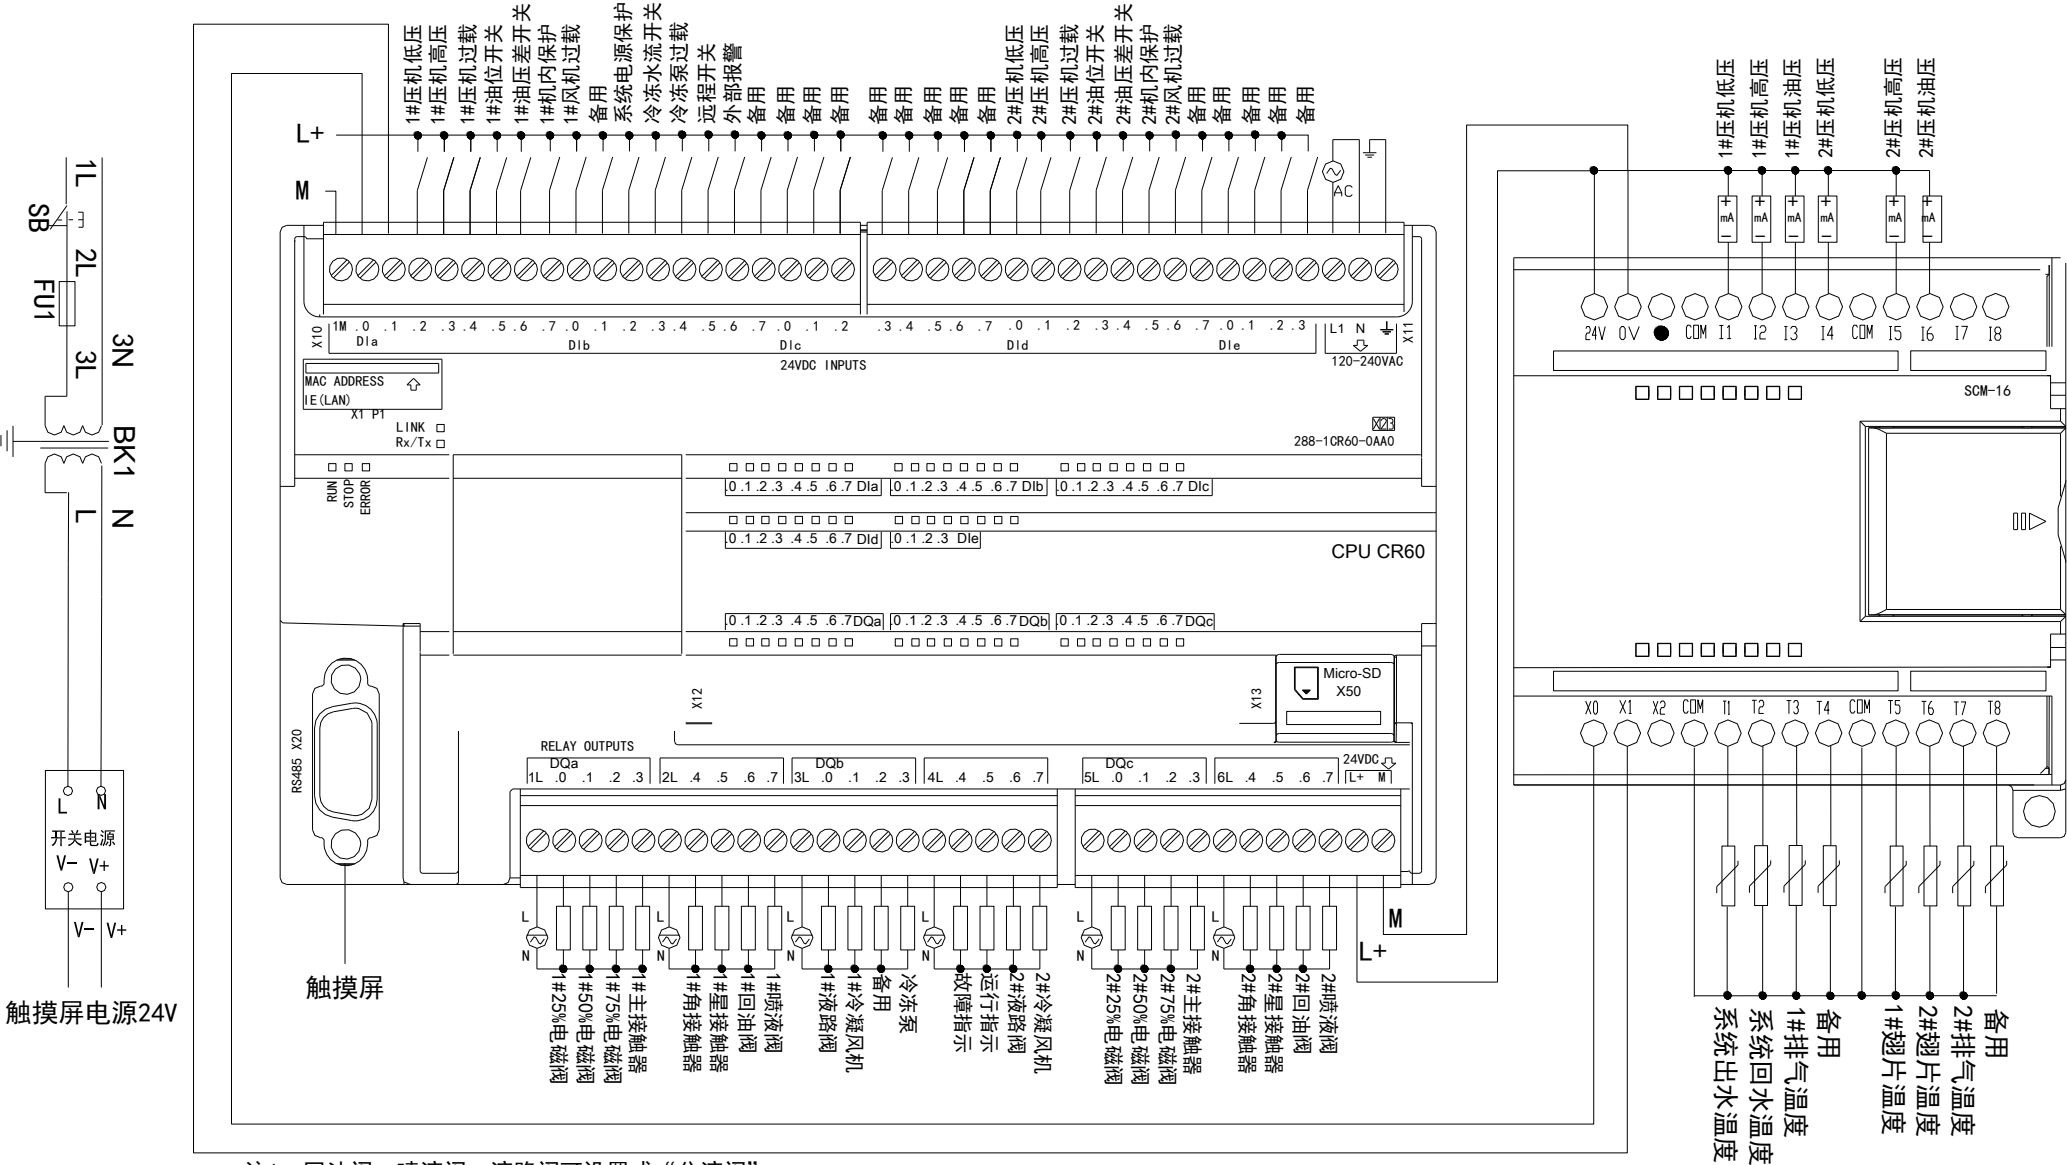 1#压机低压
1#压机高压
1#压机过载
1#油位开关
1#油压差开关
1#机内保护
1#风机过载
备用
系统电源保护
冷冻水流开关
冷冻泵过载
远程开关
外部报警
备用
备用
备用
备用
备用
备用
备用
备用
备用
2#压机低压
2#压机高压
2#压机过载
2#油位开关
2#油压差开关
2#机内保护
2#风机过载
备用
备用
备用
备用
备用
L+
M
AC
1L
SB
2L
FU1
3L
3N
BK1
L
N
L N
开关电源
V- V+
V- V+
触摸屏电源24V
X10
1M .0 .1 .2 .3 .4 .5 .6 .7 .0 .1 .2 .3 .4 .5 .6 .7 .0 .1 .2 .3 .4 .5 .6 .7 .0 .1 .2 .3 .4 .5 .6 .7 .0 .1 .2 .3
L1 N
X11
DIa DIb DIc DId DIe
24VDC INPUTS
120-240VAC
MAC ADDRESS
IE(LAN)
X1 P1
LINK
Rx/Tx
288-1CR60-0AA0
RUN
STOP
ERROR
.0 .1 .2 .3 .4 .5 .6 .7 DIa
.0 .1 .2 .3 .4 .5 .6 .7 DIb
.0 .1 .2 .3 .4 .5 .6 .7 DIc
.0 .1 .2 .3 .4 .5 .6 .7 DId
.0 .1 .2 .3 DIe
CPU CR60
.0 .1 .2 .3 .4 .5 .6 .7 DQa
.0 .1 .2 .3 .4 .5 .6 .7 DQb
.0 .1 .2 .3 .4 .5 .6 .7 DQc
X12
X13
Micro-SD
X50
RS485 X20
RELAY OUTPUTS
DQa DQb DQc
24VDC
1L .0 .1 .2 .3 2L .4 .5 .6 .7 3L .0 .1 .2 .3 4L .4 .5 .6 .7 5L .0 .1 .2 .3 6L .4 .5 .6 .7 L+ M
L
N
L
N
L
N
L
N
L
N
L
N
M
L+
触摸屏
1#25%电磁阀
1#50%电磁阀
1#75%电磁阀
1#主接触器
1#角接触器
1#星接触器
1#回油阀
1#喷液阀
1#液路阀
1#冷凝风机
备用
冷冻泵
故障指示
运行指示
2#液路阀
2#冷凝风机
2#25%电磁阀
2#50%电磁阀
2#75%电磁阀
2#主接触器
2#角接触器
2#星接触器
2#回油阀
2#喷液阀
1#压机低压
1#压机高压
1#压机油压
2#压机低压
2#压机高压
2#压机油压
+ mA −
+ mA −
+ mA −
+ mA −
+ mA −
+ mA −
24V 0V COM I1 I2 I3 I4 COM I5 I6 I7 I8
SCM-16
X0 X1 X2 COM T1 T2 T3 T4 COM T5 T6 T7 T8
系统出水温度
系统回水温度
1#排气温度
备用
1#翅片温度
2#翅片温度
2#排气温度
备用